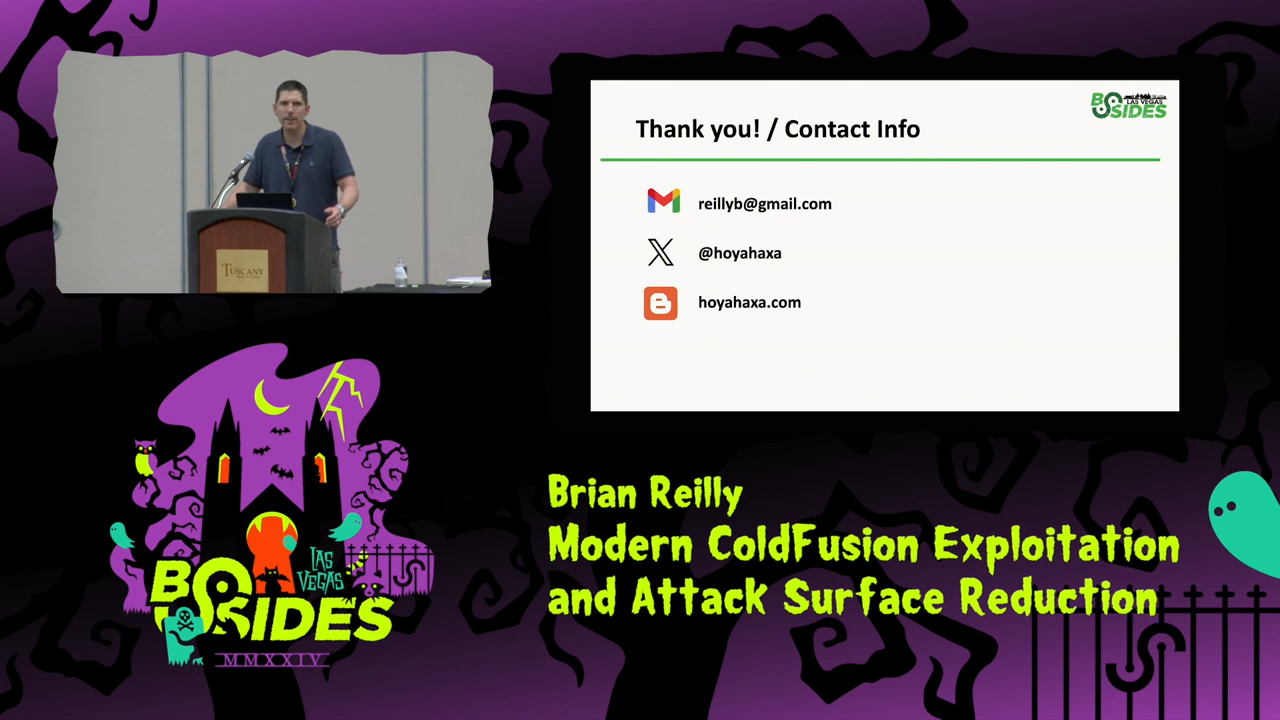 TUSCANY
BSIDES
LAS VEGAS
Thank you! / Contact Info
reillyb@gmail.com
@hoyahaxa
hoyahaxa.com
LAS
VEGAS
BSIDES
MMXXIV
Brian Reilly
Modern ColdFusion Exploitation
and Attack Surface Reduction